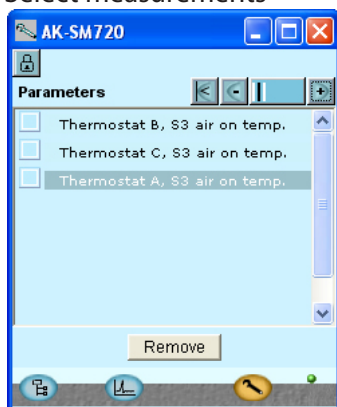 Select measurements
AK-SM720
Parameters
Thermostat B, S3 air on temp.
Thermostat C, S3 air on temp.
Thermostat A, S3 air on temp.
Remove